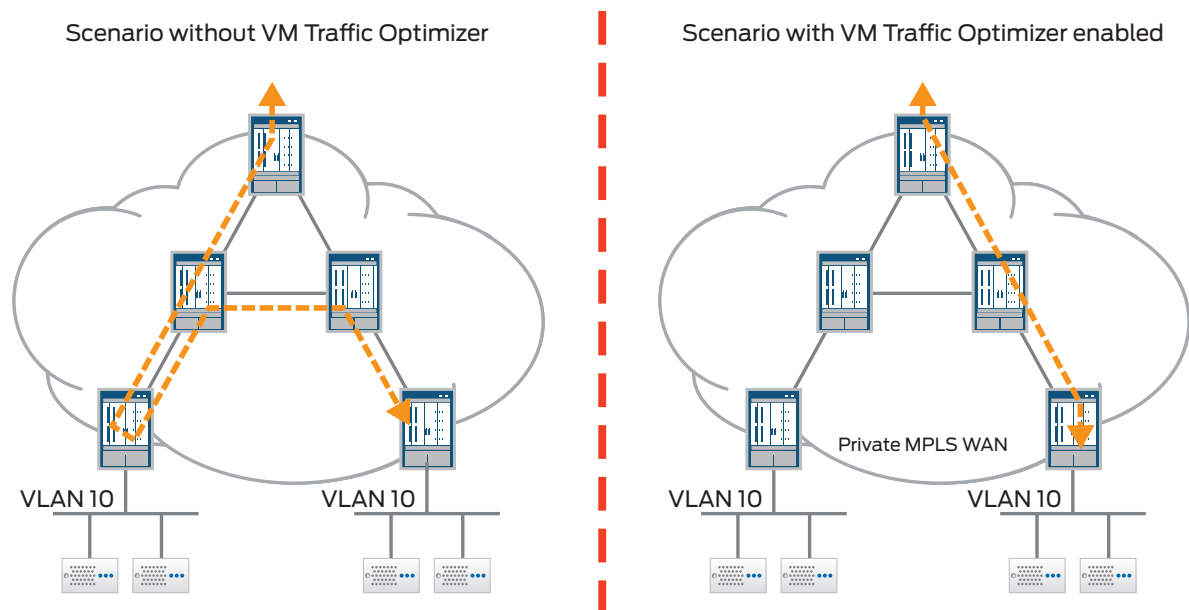 Scenario without VM Traffic Optimizer
Scenario with VM Traffic Optimizer enabled
Private MPLS WAN
VLAN 10
VLAN 10
VLAN 10
VLAN 10